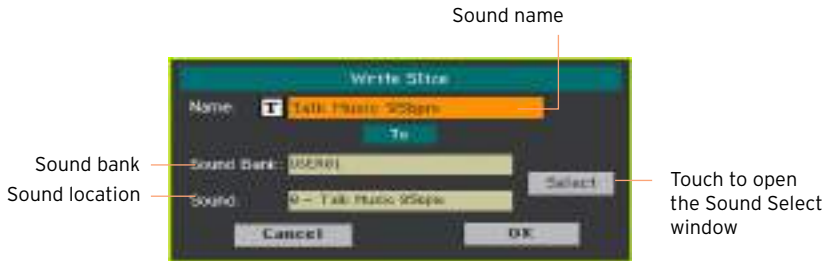 Sound name
Write Slice
Name T Talk Music 95bpm
To
Sound bank
Sound Bank: USER01
Sound location
Sound: 0 - Talk Music 95bpm
Select
Touch to open
the Sound Select
window
Cancel
OK